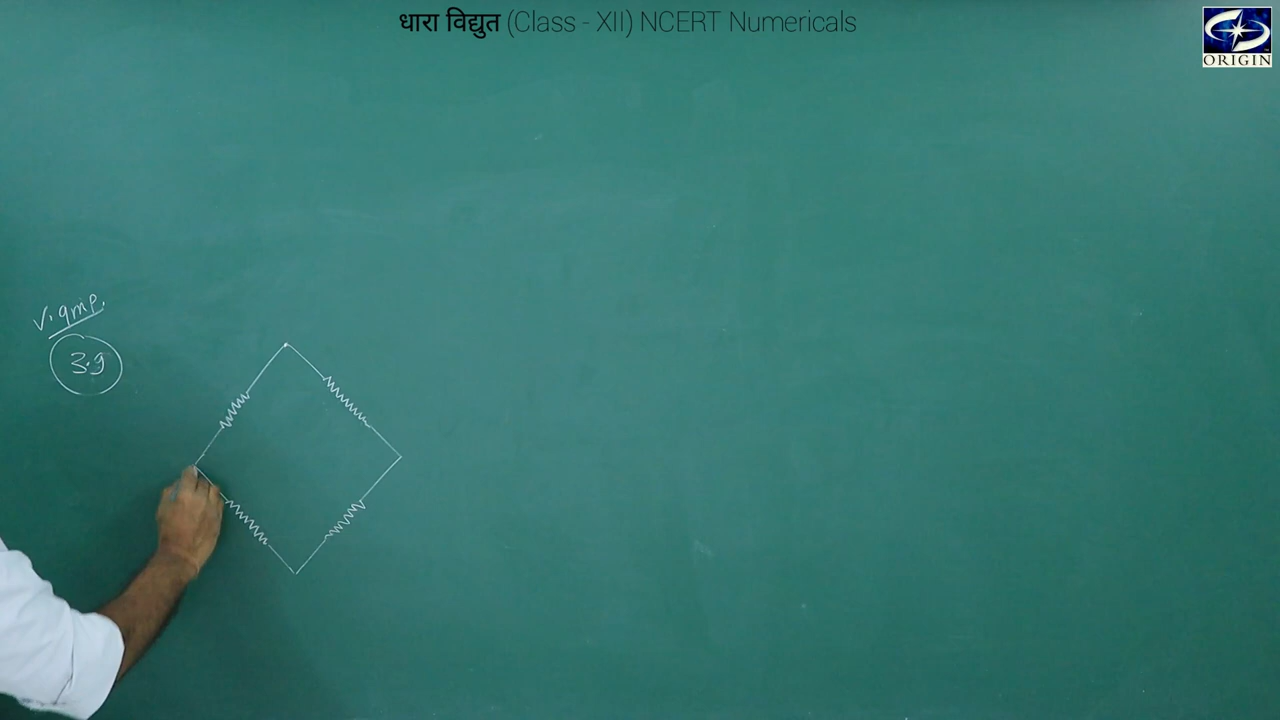 धारा विद्युत (Class - XII) NCERT Numericals
ORIGIN
V. imp.
3.9